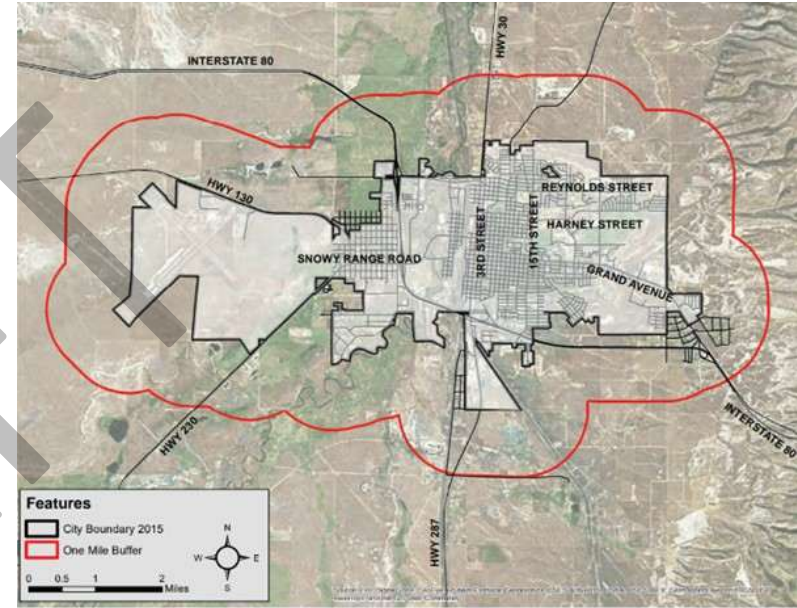 HWY 30
INTERSTATE 80
REYNOLDS STREET
HWY 130
HARNEY STREET
3RD STREET
15TH STREET
SNOWY RANGE ROAD
GRAND AVENUE
HWY 230
INTERSTATE 80
HWY 287
Features
City Boundary 2015
One Mile Buffer
N
W E
S
0 0.5 1 2
Miles